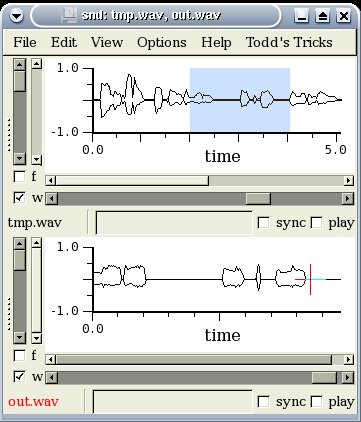 snd: tmp.wav, out.wav
File Edit View Options Help Todd's Tricks
1.0
-1.0
0.0 5.0
time
f
w
tmp.wav sync play
1.0
-1.0
0.0
time
f
w
out.wav sync play